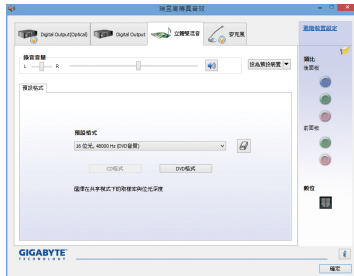 瑞昱高傳真音訊
Digital Output(Optical)
Digital Output
立體聲混音
麥克風
進階裝置設定
錄音音量
L
R
設為預設裝置
類比
後面板
預設格式
前面板
預設格式
16 位元, 48000 Hz (DVD音質)
CD格式
DVD格式
選擇在共享模式下的取樣率與位元深度
數位
GIGABYTE
TECHNOLOGY
i
確定